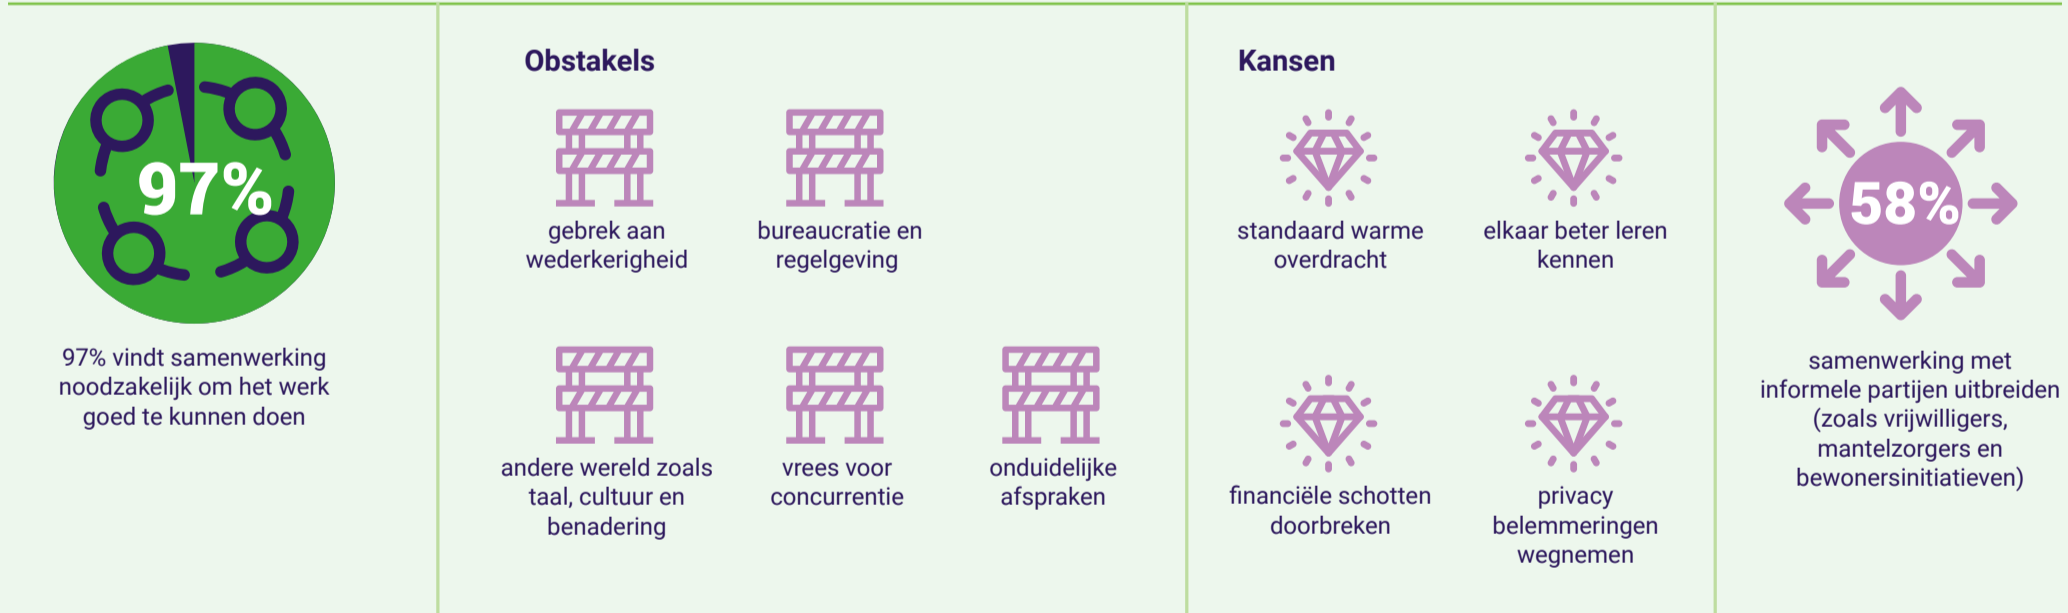 97%
97% vindt samenwerking
noodzakelijk om het werk
goed te kunnen doen
Obstakels
gebrek aan
wederkerigheid
bureaucratie en
regelgeving
andere wereld zoals
taal, cultuur en
benadering
vrees voor
concurrentie
onduidelijke
afspraken
Kansen
standaard warme
overdracht
elkaar beter leren
kennen
financiële schotten
doorbreken
privacy
belemmeringen
wegnemen
58%
samenwerking met
informele partijen uitbreiden
(zoals vrijwilligers,
mantelzorgers en
bewonersinitiatieven)